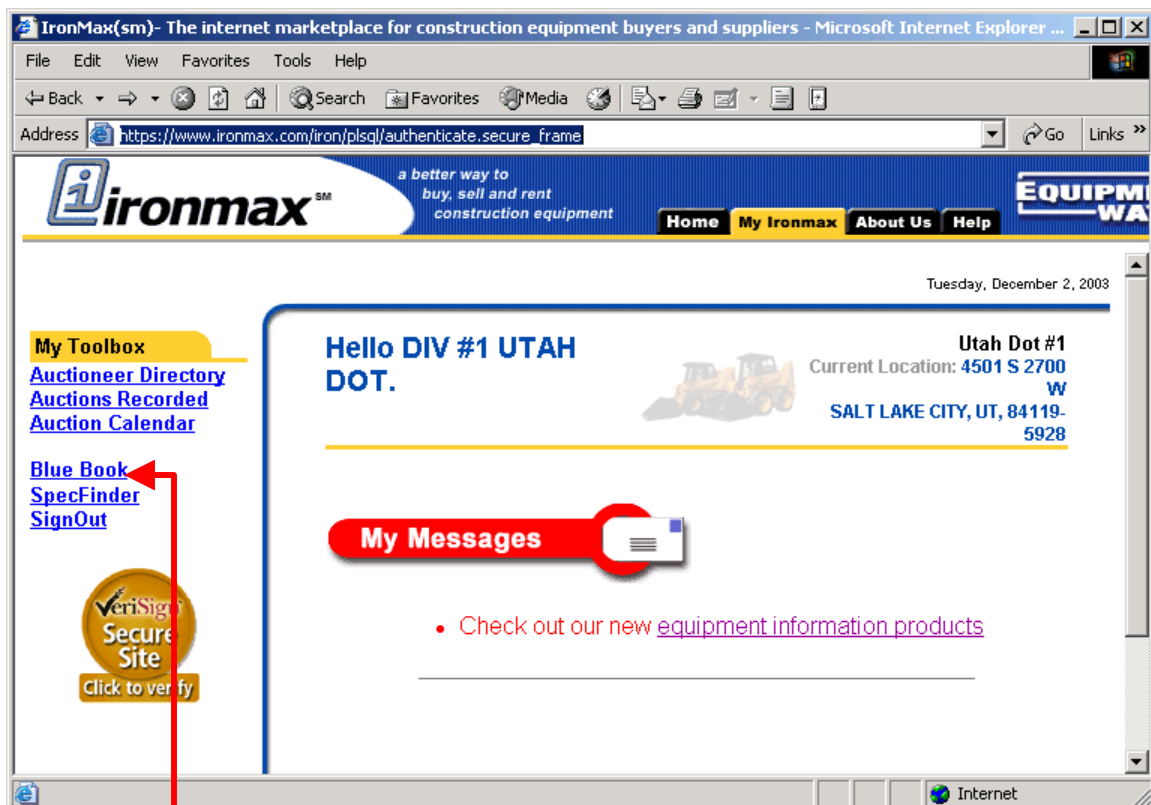 IronMax(sm)- The internet marketplace for construction equipment buyers and suppliers - Microsoft Internet Explorer ...
File Edit View Favorites Tools Help
Back Search Favorites Media
Address https://www.ironmax.com/iron/plsql/authenticate.secure_frame Go Links »
ironmax SM
a better way to
buy, sell and rent
construction equipment
Home My Ironmax About Us Help
Tuesday, December 2, 2003
My Toolbox
Auctioneer Directory
Auctions Recorded
Auction Calendar
Blue Book
SpecFinder
SignOut
VeriSign
Secure
Site
Click to verify
Hello DIV #1 UTAH
DOT.
Utah Dot #1
Current Location: 4501 S 2700
W
SALT LAKE CITY, UT, 84119-
5928
My Messages
• Check out our new equipment information products
Internet